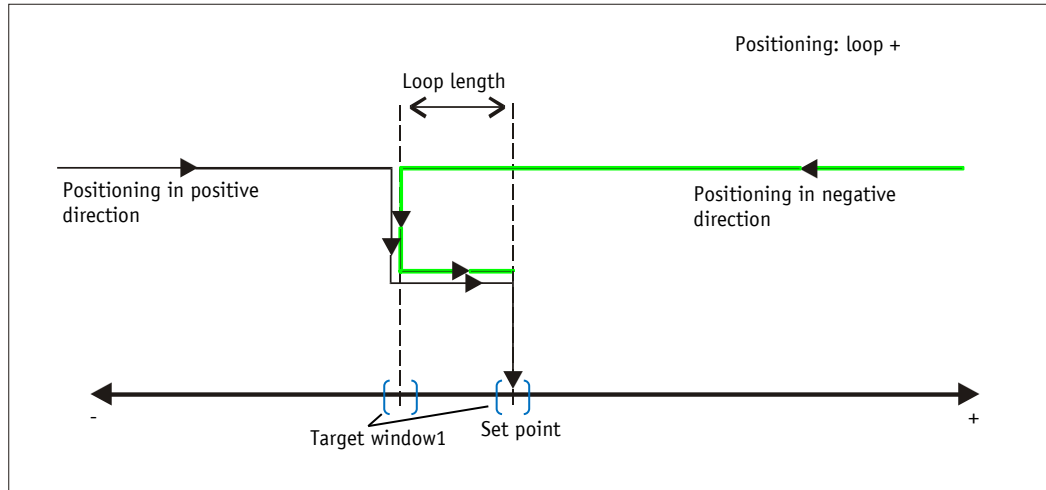 Positioning: loop +
Loop length
Positioning in positive
direction
Positioning in negative
direction
-
+
Target window1
Set point